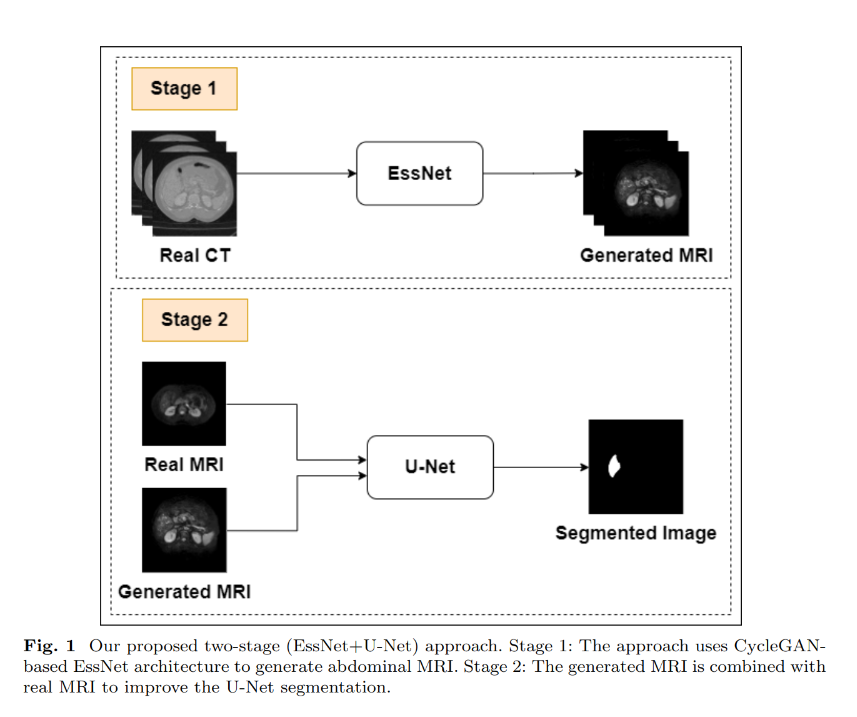 Stage 1
EssNet
Real CT
Generated MRI
Stage 2
Real MRI
U-Net
Generated MRI
Segmented Image
Fig. 1 Our proposed two-stage (EssNet+U-Net) approach. Stage 1: The approach uses CycleGAN-
based EssNet architecture to generate abdominal MRI. Stage 2: The generated MRI is combined with
real MRI to improve the U-Net segmentation.